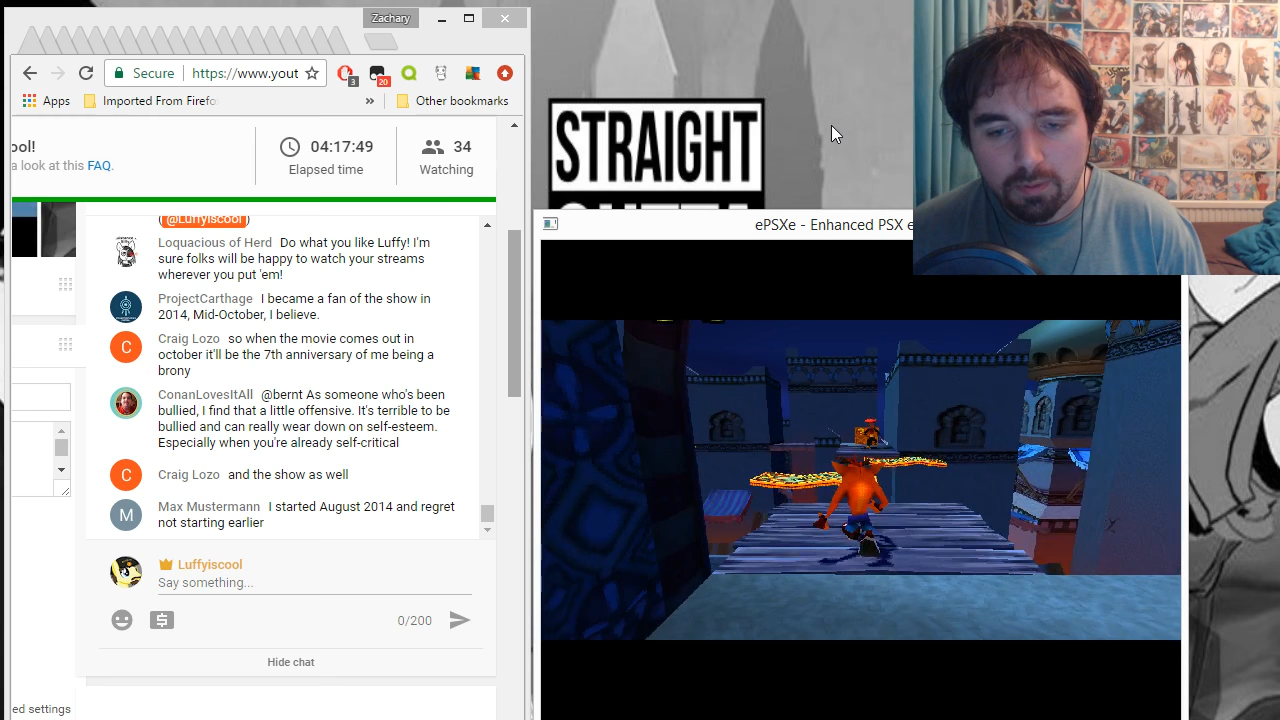 Zachary
Secure
https://www.yout
3
20
Apps
Imported From Firefo
»
Other bookmarks
ool!
a look at this FAQ.
04:17:49
Elapsed time
34
Watching
(@Luffyiscool)
Loquacious of Herd Do what you like Luffy! I'm
sure folks will be happy to watch your streams
wherever you put 'em!
ProjectCarthage I became a fan of the show in
2014, Mid-October, I believe.
C
Craig Lozo so when the movie comes out in
october it'll be the 7th anniversary of me being a
brony
ConanLovesItAll @bernt As someone who's been
bullied, I find that a little offensive. It's terrible to be
bullied and can really wear down on self-esteem.
Especially when you're already self-critical
C
Craig Lozo and the show as well
M
Max Mustermann I started August 2014 and regret
not starting earlier
Luffyiscool
Say something...
0/200
Hide chat
ed settings
STRAIGHT
ePSXe - Enhanced PSX e